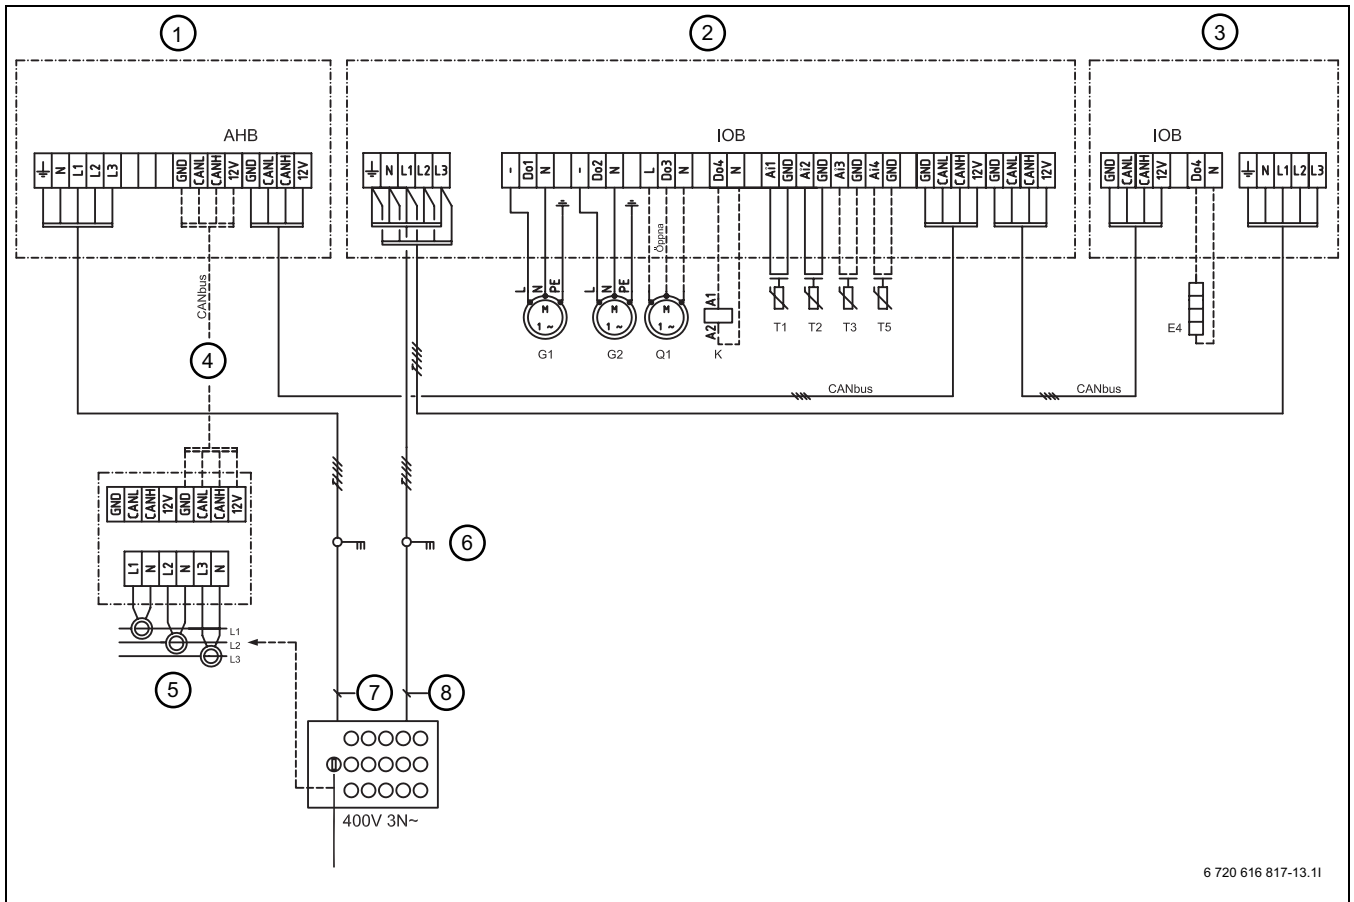 1
2
3
AHB
IOB
IOB
N L1 L2 L3 GND CANL CANH 12V GND CANL CANH 12V
N L1 L2 L3
- Do1 N - Do2 N L Do3 N Do4 N Ai1 GND Ai2 GND Ai3 GND Ai4 GND GND CANL CANH 12V GND CANL CANH 12V
GND CANL CANH 12V Do4 N
N L1 L2 L3
Öppna
L N PE
L N PE
A1
A2
M
1 ~
M
1 ~
M
1 ~
G1
G2
Q1
K
T1
T2
T3
T5
E4
CANbus
4
CANbus
CANbus
GND CANL CANH 12V GND CANL CANH 12V
L1 N L2 N L3 N
L1
L2
L3
5
6
7
8
400V 3N~
6 720 616 817-13.1I